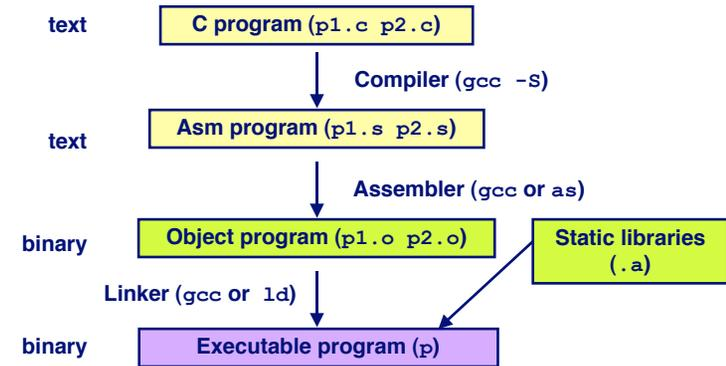 text
C program (p1.c p2.c)
Compiler (gcc -S)
text
Asm program (p1.s p2.s)
Assembler (gcc or as)
binary
Object program (p1.o p2.o)
Static libraries
(.a)
Linker (gcc or ld)
binary
Executable program (p)